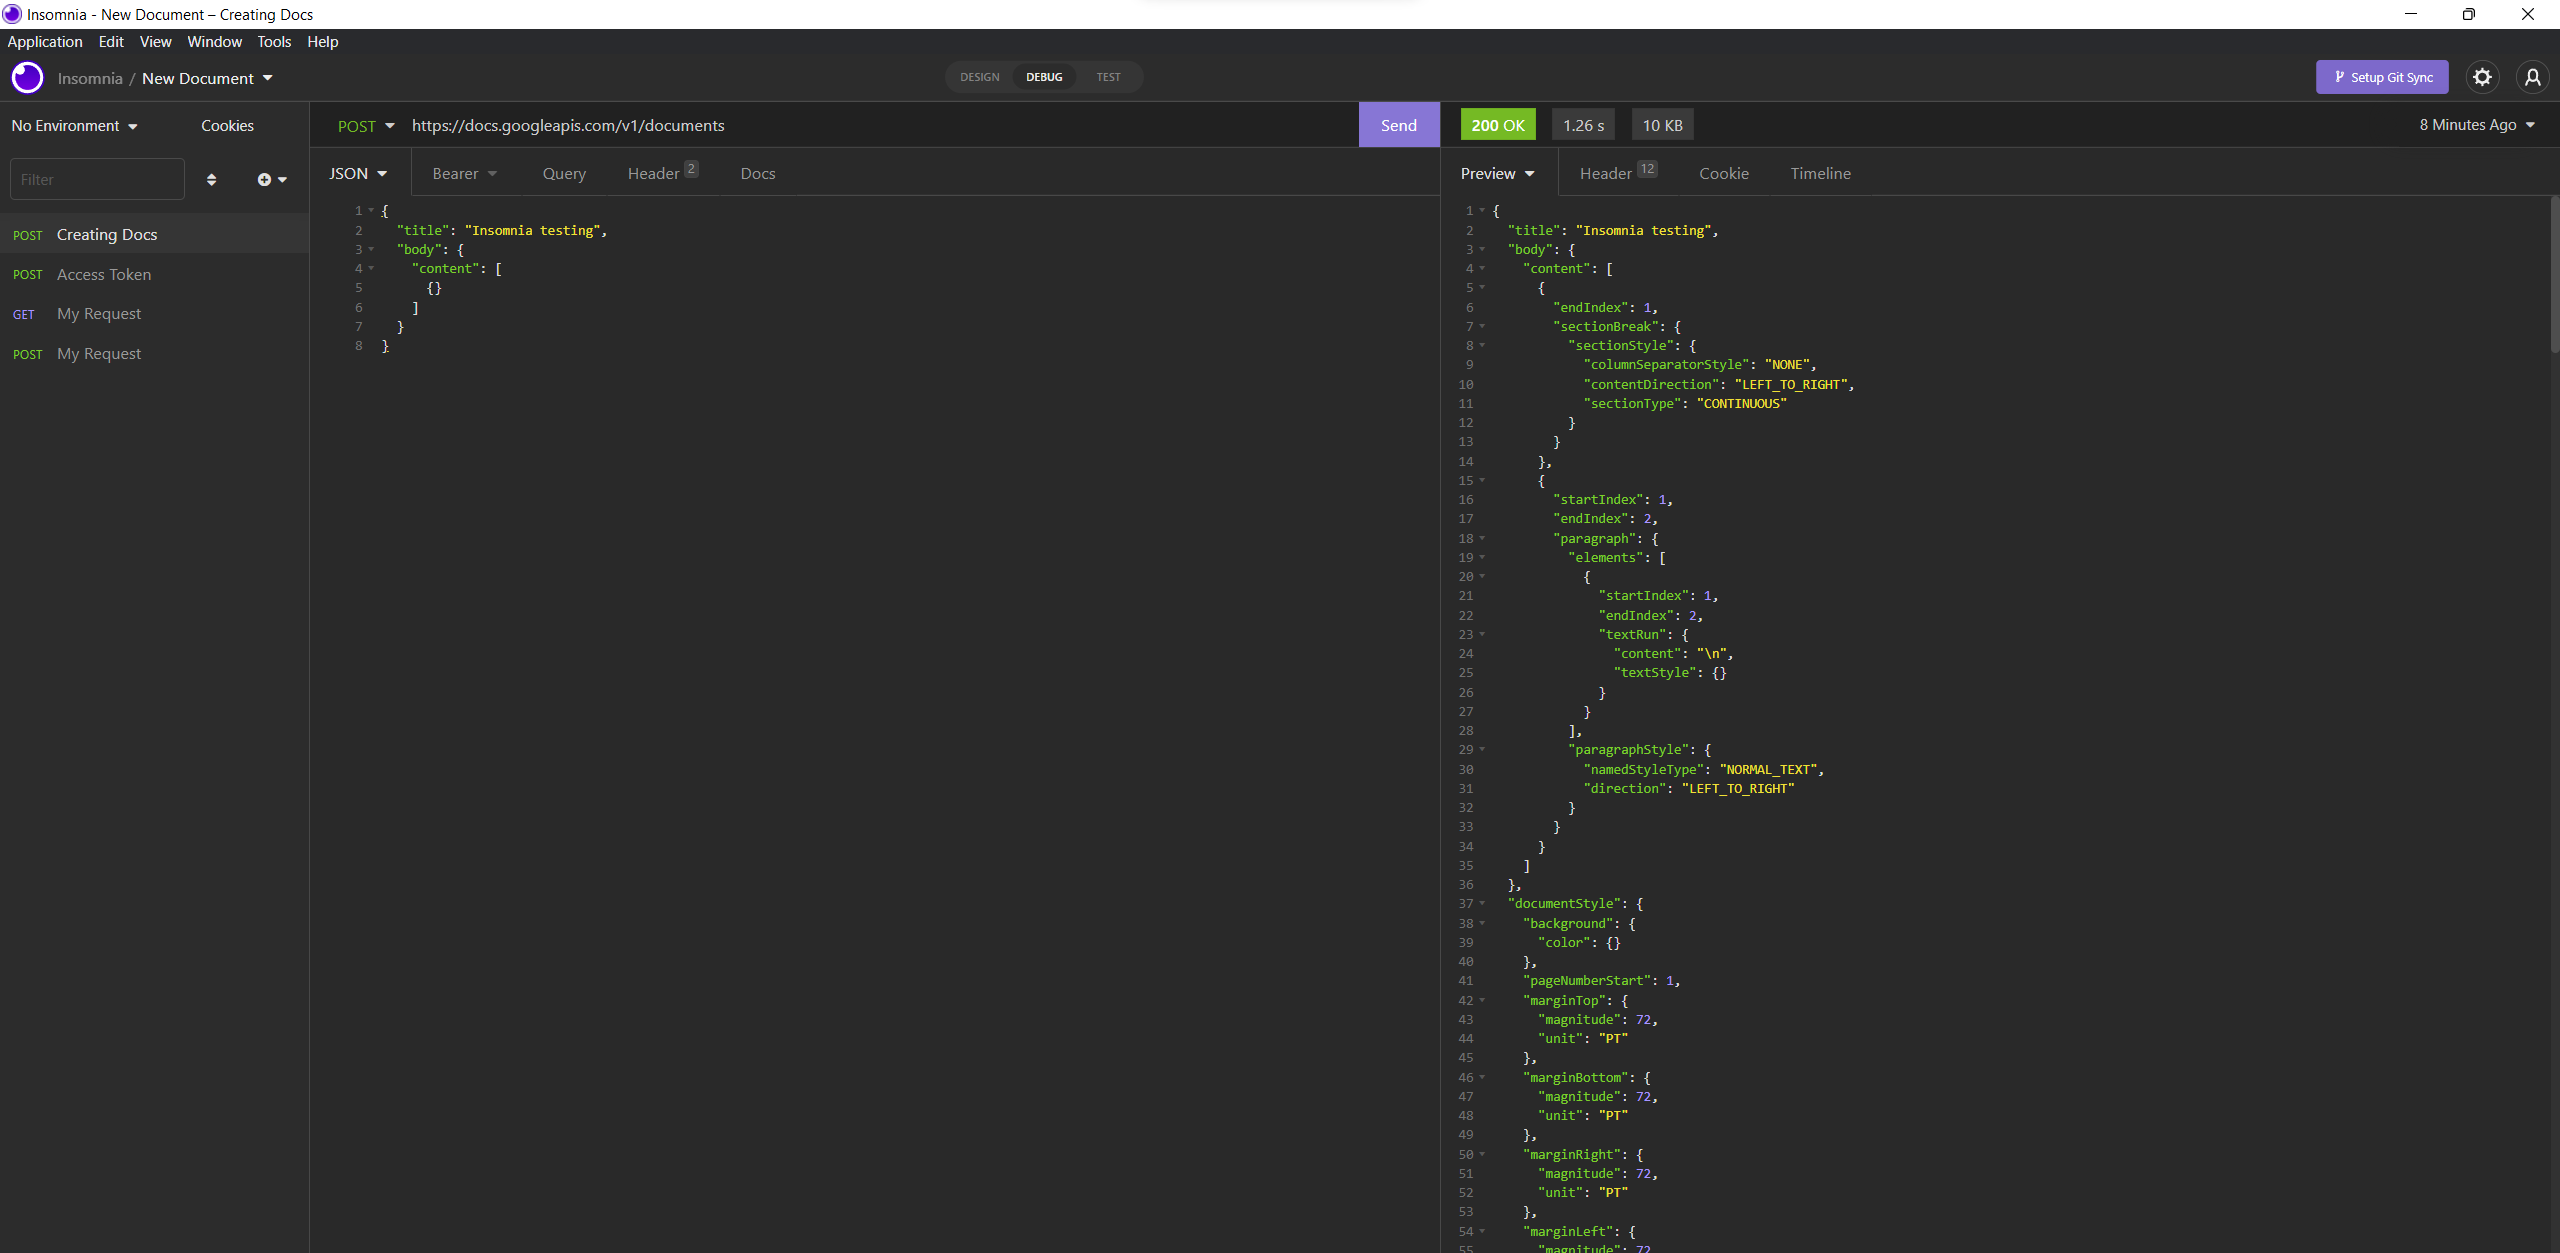 Insomnia - New Document – Creating Docs
Application Edit View Window Tools Help
Insomnia / New Document
DESIGN DEBUG TEST
Setup Git Sync
No Environment Cookies
POST https://docs.googleapis.com/v1/documents
Send
200 OK 1.26 s 10 KB
8 Minutes Ago
Filter
POST Creating Docs
POST Access Token
GET My Request
POST My Request
JSON Bearer Query Header 2 Docs
1 {
2 "title": "Insomnia testing",
3 "body": {
4 "content": [
5 {}
6 ]
7 }
8 }
Preview Header 12 Cookie Timeline
1 {
2 "title": "Insomnia testing",
3 "body": {
4 "content": [
5 {
6 "endIndex": 1,
7 "sectionBreak": {
8 "sectionStyle": {
9 "columnSeparatorStyle": "NONE",
10 "contentDirection": "LEFT_TO_RIGHT",
11 "sectionType": "CONTINUOUS"
12 }
13 }
14 },
15 {
16 "startIndex": 1,
17 "endIndex": 2,
18 "paragraph": {
19 "elements": [
20 {
21 "startIndex": 1,
22 "endIndex": 2,
23 "textRun": {
24 "content": "\n",
25 "textStyle": {}
26 }
27 }
28 ],
29 "paragraphStyle": {
30 "namedStyleType": "NORMAL_TEXT",
31 "direction": "LEFT_TO_RIGHT"
32 }
33 }
34 }
35 ]
36 },
37 "documentStyle": {
38 "background": {
39 "color": {}
40 },
41 "pageNumberStart": 1,
42 "marginTop": {
43 "magnitude": 72,
44 "unit": "PT"
45 },
46 "marginBottom": {
47 "magnitude": 72,
48 "unit": "PT"
49 },
50 "marginRight": {
51 "magnitude": 72,
52 "unit": "PT"
53 },
54 "marginLeft": {
55 "magnitude": 72